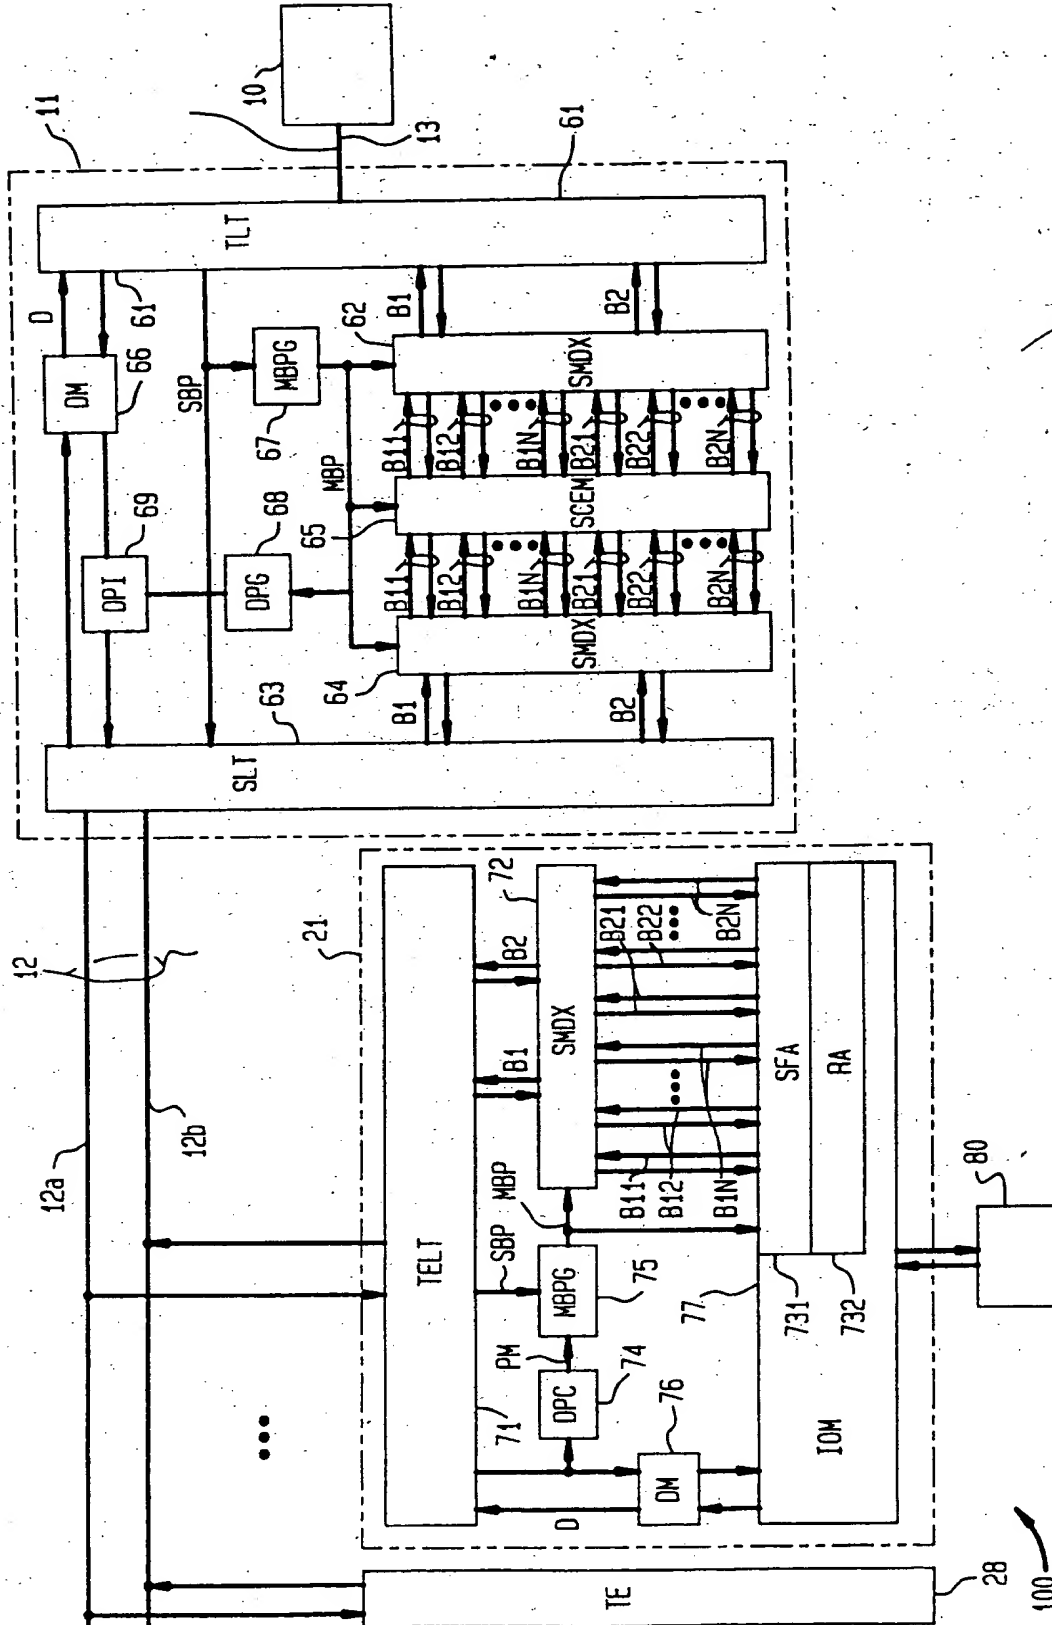 10
11
13
61
TLT
D
61
DM
66
SBP
MBPG
67
62
B1
B2
SMDX
MBP
B11
B12
B1N
B21
B22
B2N
SCEM
65
DPI
69
DPG
68
B11
B12
B1N
B21
B22
B2N
SMDX
64
B1
B2
63
SLT
12
12a
12b
21
TELT
71
72
B2
B1
SMDX
SBP
MBP
MBPG
75
PM
DPC
74
DM
76
D
B11
B12
B1N
B21
B22
B2N
77
SFA
RA
731
732
IOM
80
TE
28
100